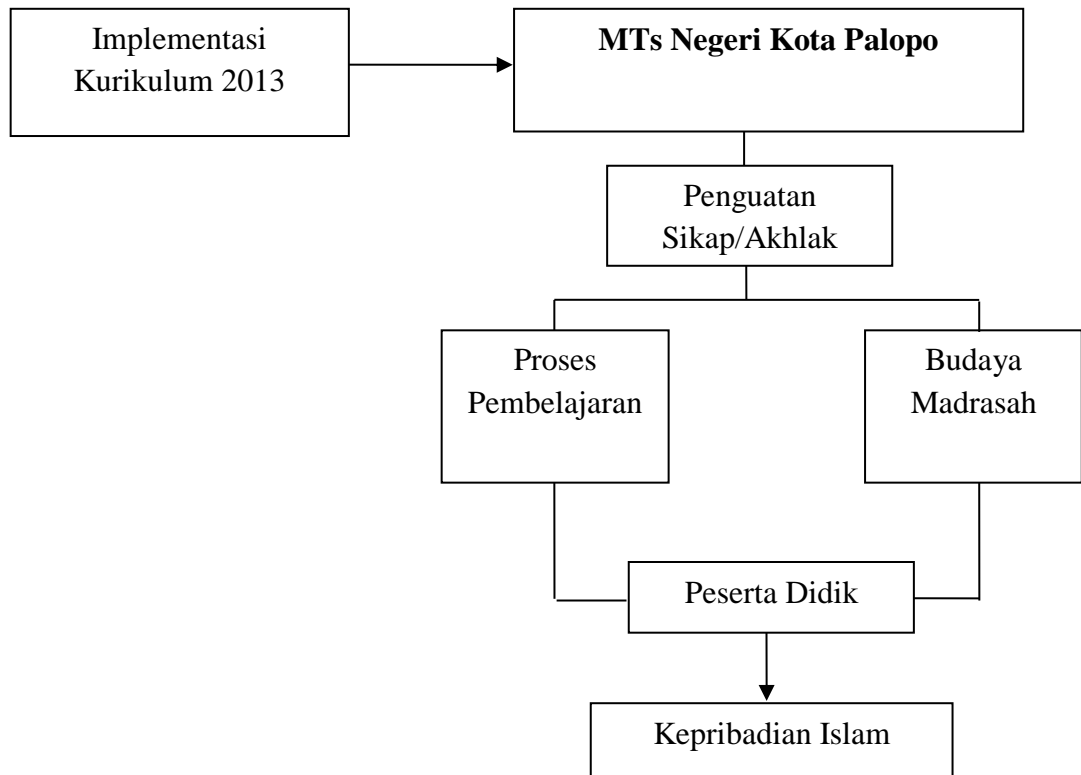 Implementasi
Kurikulum 2013
MTs Negeri Kota Palopo
Penguatan
Sikap/Akhlak
Proses
Pembelajaran
Budaya
Madrasah
Peserta Didik
Kepribadian Islam